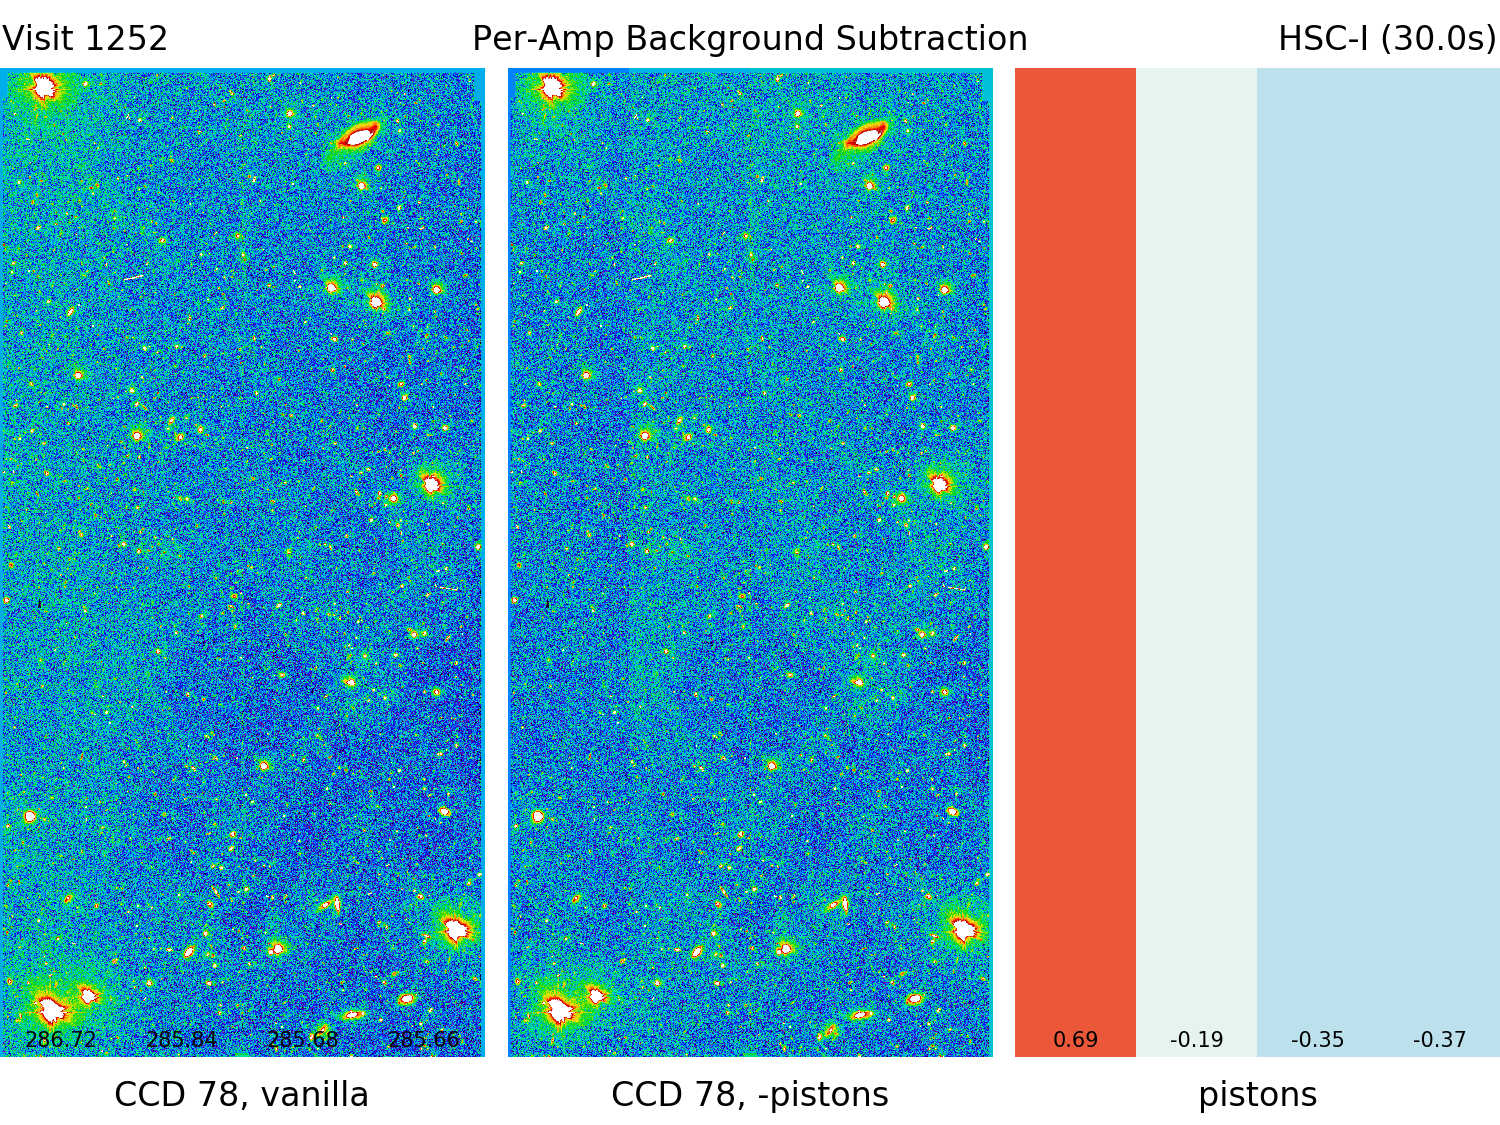 Visit 1252
Per-Amp Background Subtraction
HSC-I (30.0s)
286.72 285.84 285.68 285.66
0.69 -0.19 -0.35 -0.37
CCD 78, vanilla
CCD 78, -pistons
pistons